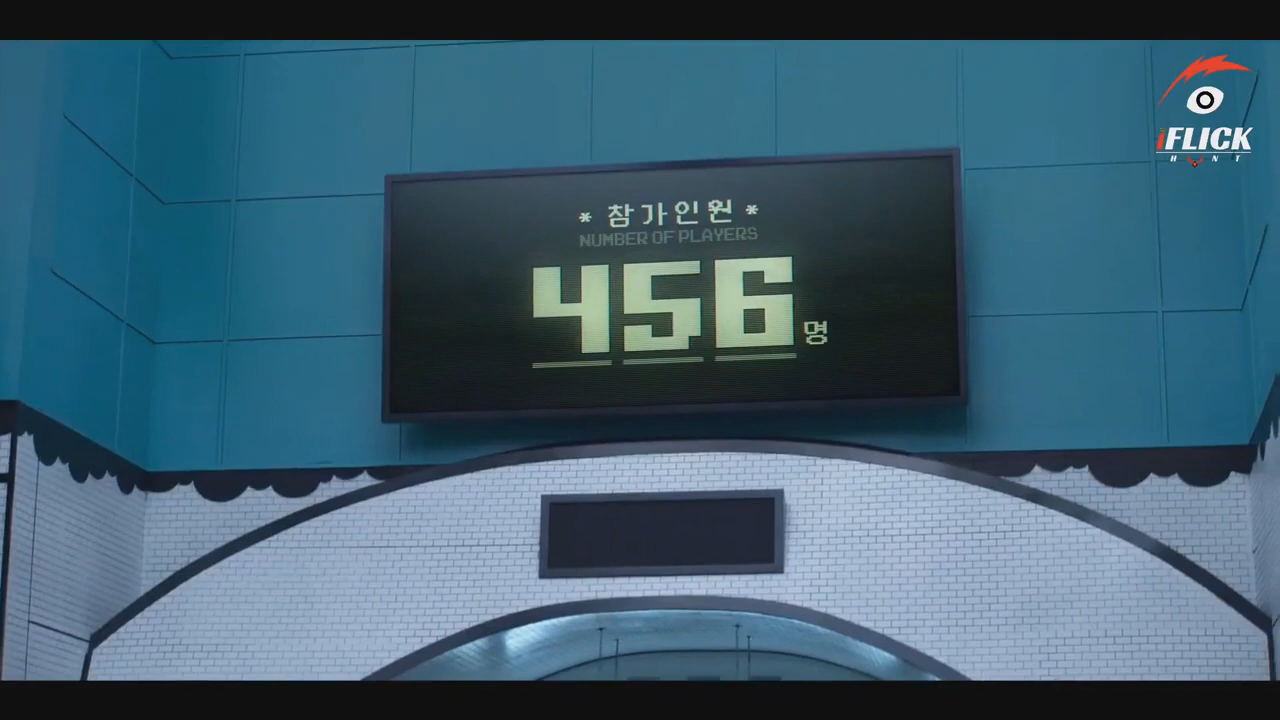 * 참가인원 *
NUMBER OF PLAYERS
456명
iFLICK
HUNT